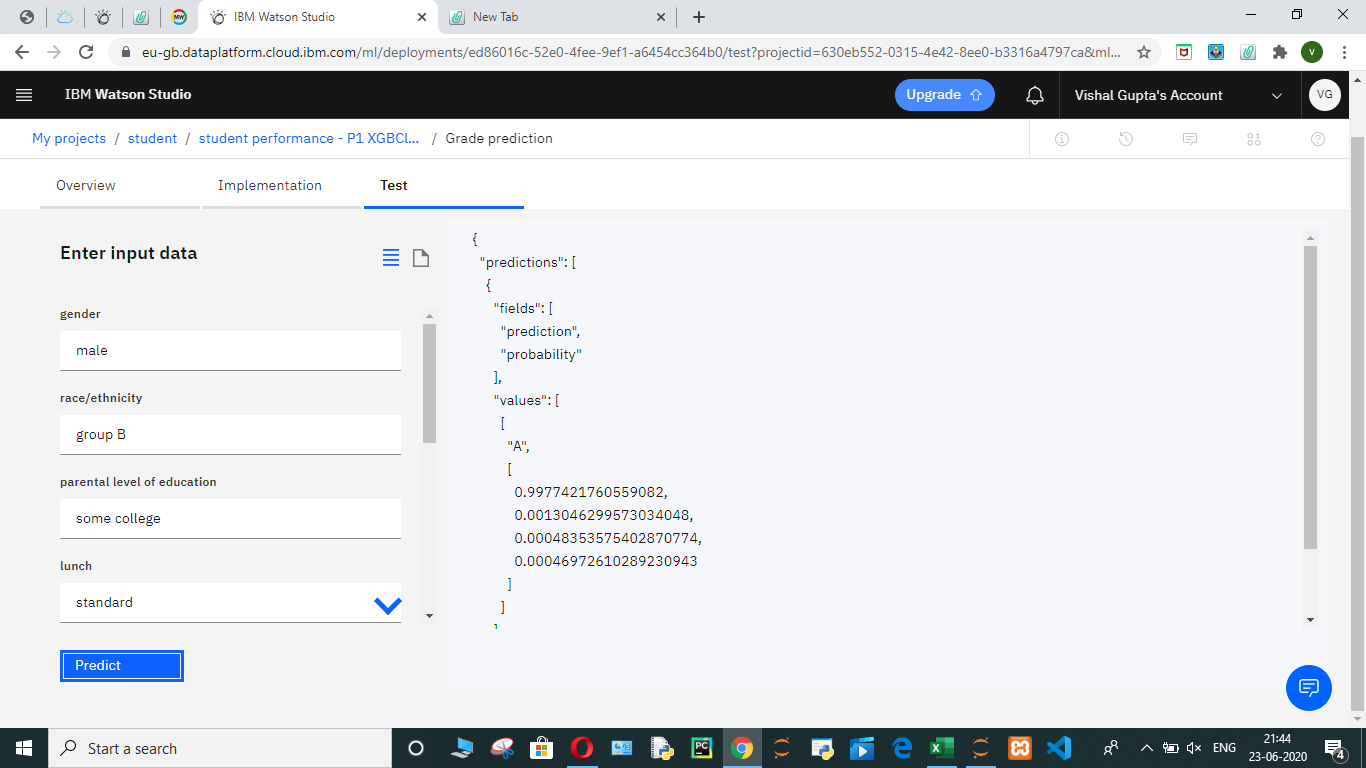 IBM Watson Studio
New Tab
eu-gb.dataplatform.cloud.ibm.com/ml/deployments/ed86016c-52e0-4fee-9ef1-a6454cc364b0/test?projectid=630eb552-0315-4e42-8ee0-b3316a4797ca&ml...
V
IBM Watson Studio
Upgrade
Vishal Gupta's Account
VG
My projects / student / student performance - P1 XGBCl... / Grade prediction
Overview
Implementation
Test
Enter input data
gender
male
race/ethnicity
group B
parental level of education
some college
lunch
standard
Predict
{
"predictions": [
{
"fields": [
"prediction",
"probability"
],
"values": [
[
"A",
[
0.9977421760559082,
0.0013046299573034048,
0.00048353575402870774,
0.00046972610289230943
]
]
Start a search
ENG
21:44
23-06-2020
4